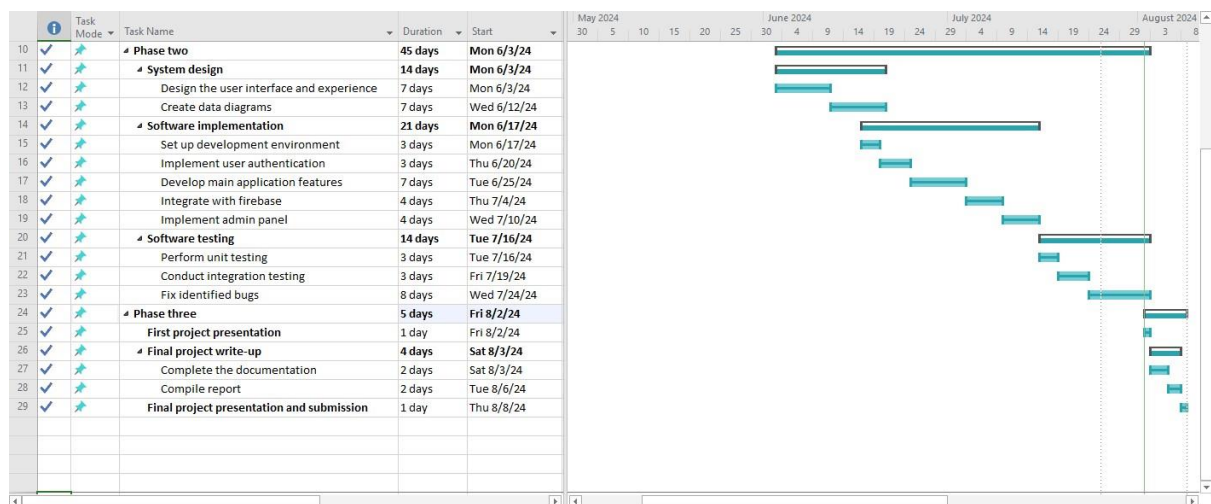 May 2024 June 2024 July 2024 August 2024
Task Mode Task Name Duration Start 30 5 10 15 20 25 30 4 9 14 19 24 29 4 9 14 19 24 29 3 8
10 Phase two 45 days Mon 6/3/24
11 System design 14 days Mon 6/3/24
12 Design the user interface and experience 7 days Mon 6/3/24
13 Create data diagrams 7 days Wed 6/12/24
14 Software implementation 21 days Mon 6/17/24
15 Set up development environment 3 days Mon 6/17/24
16 Implement user authentication 3 days Thu 6/20/24
17 Develop main application features 7 days Tue 6/25/24
18 Integrate with firebase 4 days Thu 7/4/24
19 Implement admin panel 4 days Wed 7/10/24
20 Software testing 14 days Tue 7/16/24
21 Perform unit testing 3 days Tue 7/16/24
22 Conduct integration testing 3 days Fri 7/19/24
23 Fix identified bugs 8 days Wed 7/24/24
24 Phase three 5 days Fri 8/2/24
25 First project presentation 1 day Fri 8/2/24
26 Final project write-up 4 days Sat 8/3/24
27 Complete the documentation 2 days Sat 8/3/24
28 Compile report 2 days Tue 8/6/24
29 Final project presentation and submission 1 day Thu 8/8/24